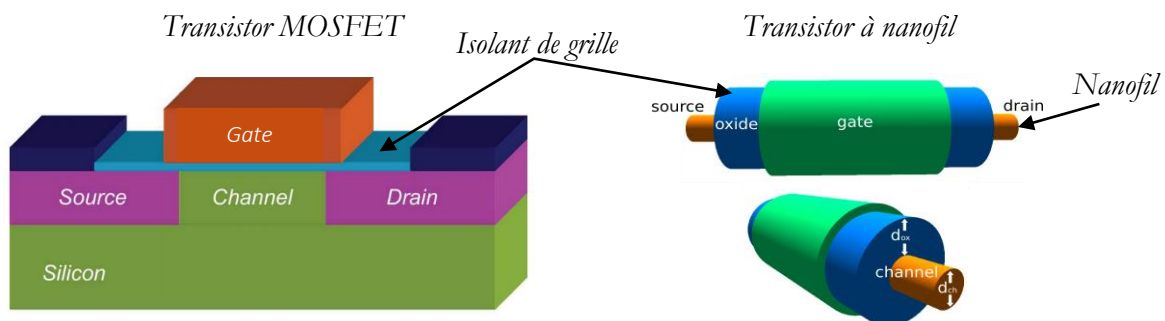 Transistor MOSFET
Isolant de grille
Transistor à nanofil
Nanofil
Gate
Source
Channel
Drain
Silicon
source
oxide
gate
drain
dox
channel
dch